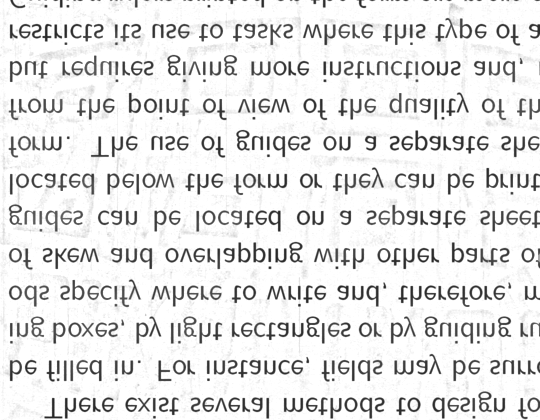 There exist several methods to design fo
be filled in. For instance, fields may be surro
ing boxes, by light rectangles or by guiding ru
ods specify where to write and, therefore, m
of skew and overlapping with other parts of
guides can be located on a separate sheet
located below the form or they can be print
form. The use of guides on a separate she
from the point of view of the quality of th
but requires giving more instructions and,
restricts its use to tasks where this type of a